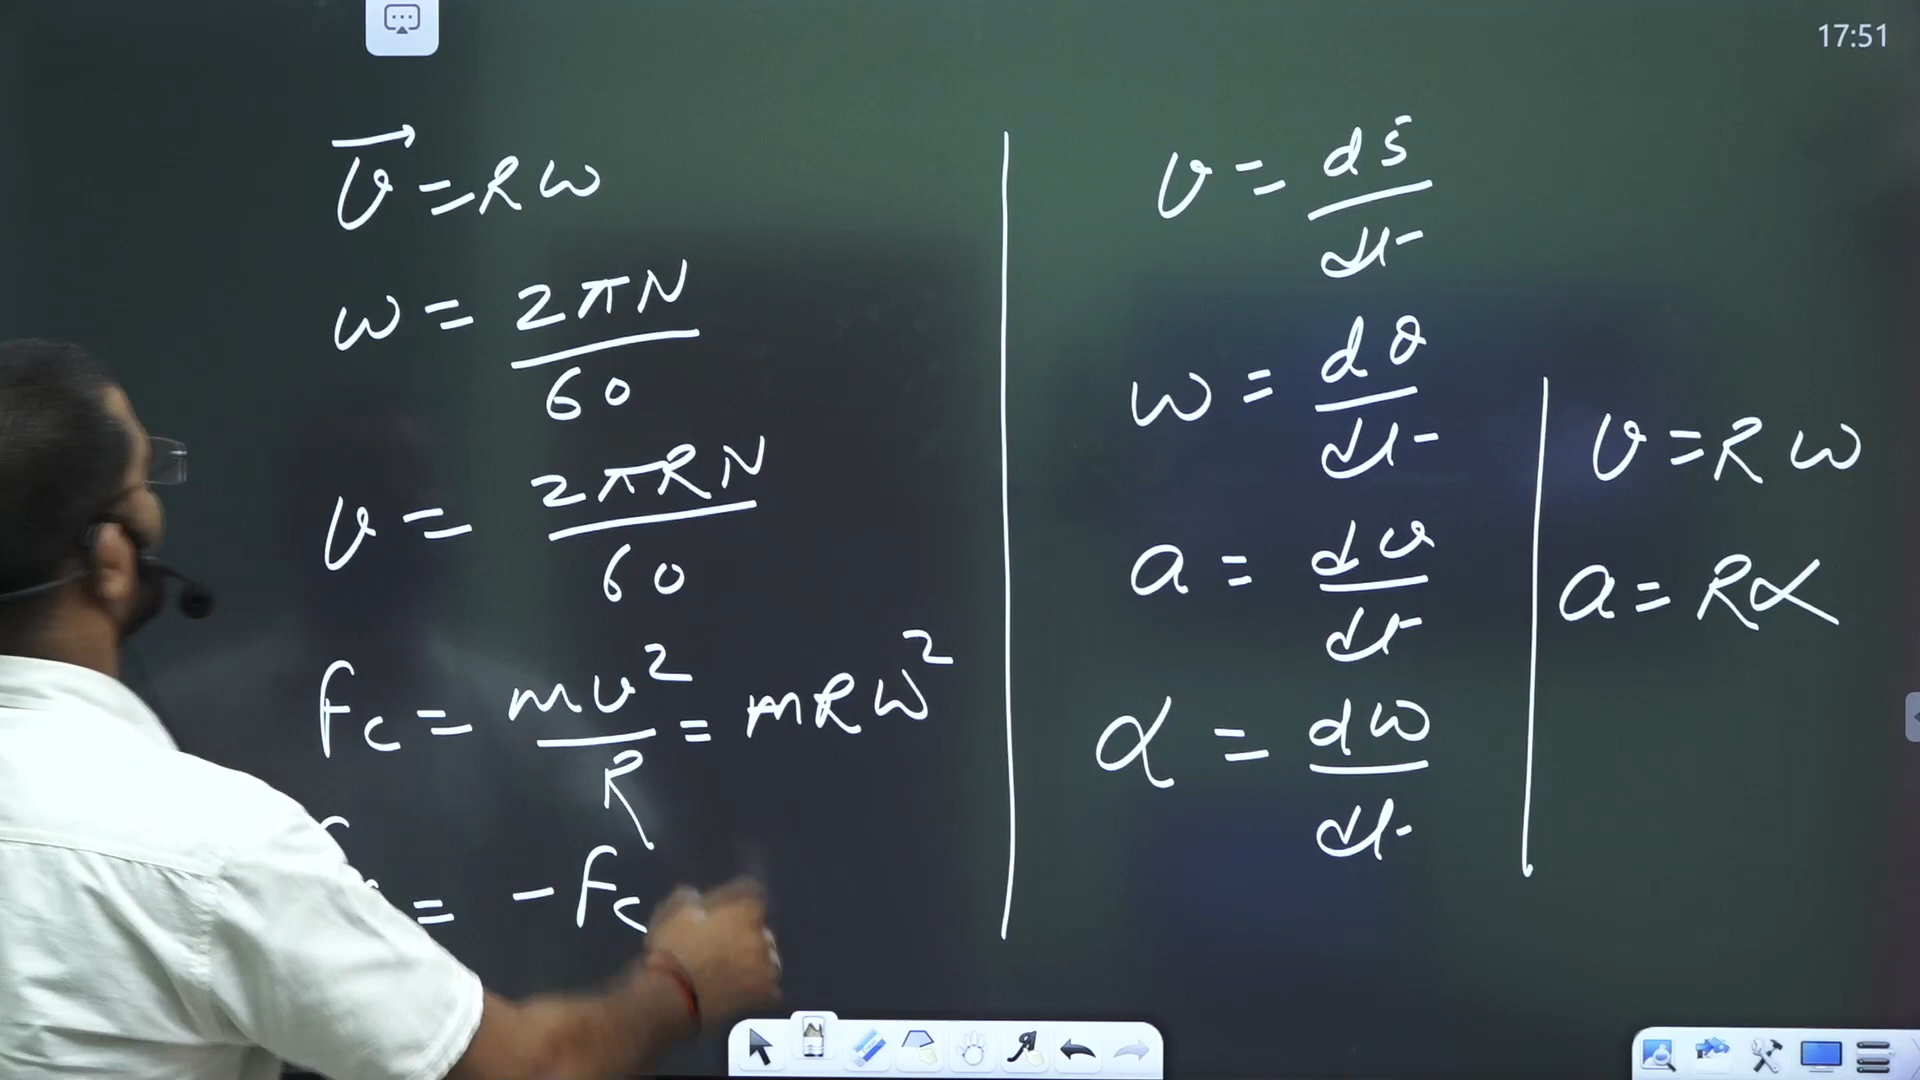 17:51
v⃗ = Rω
ω = 2πN/60
v = 2πRN/60
Fc = mv²/R = mRω²
= -Fc
v = ds/dt
ω = dθ/dt
a = dv/dt
α = dω/dt
v = Rω
a = Rα